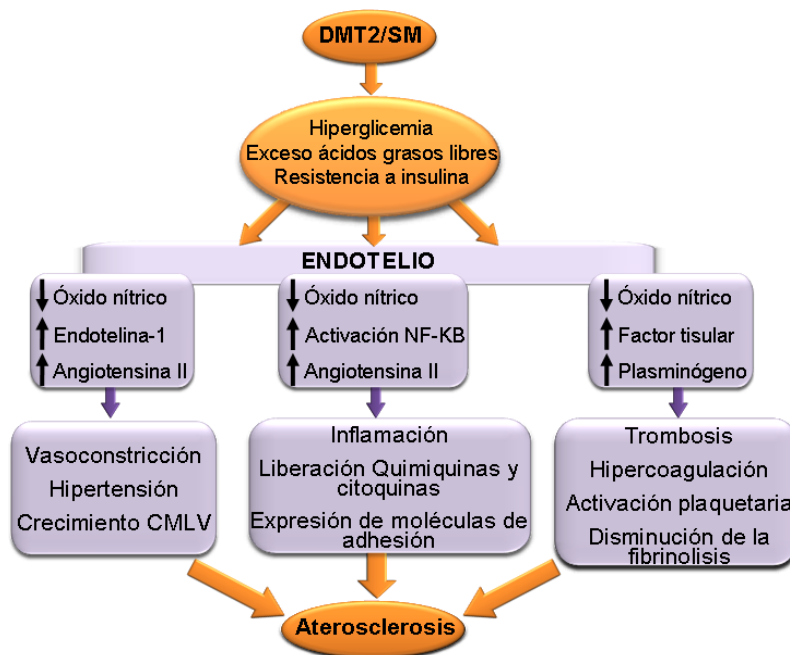 DMT2/SM
Hiperglicemia
Exceso ácidos grasos libres
Resistencia a insulina
ENDOTELIO
Óxido nítrico
Endotelina-1
Angiotensina II
Óxido nítrico
Activación NF-KB
Angiotensina II
Óxido nítrico
Factor tisular
Plasminógeno
Vasoconstricción
Hipertensión
Crecimiento CMLV
Inflamación
Liberación Quimiquinas y
citoquinas
Expresión de moléculas de
adhesión
Trombosis
Hipercoagulación
Activación plaquetaria
Disminución de la
fibrinolisis
Aterosclerosis